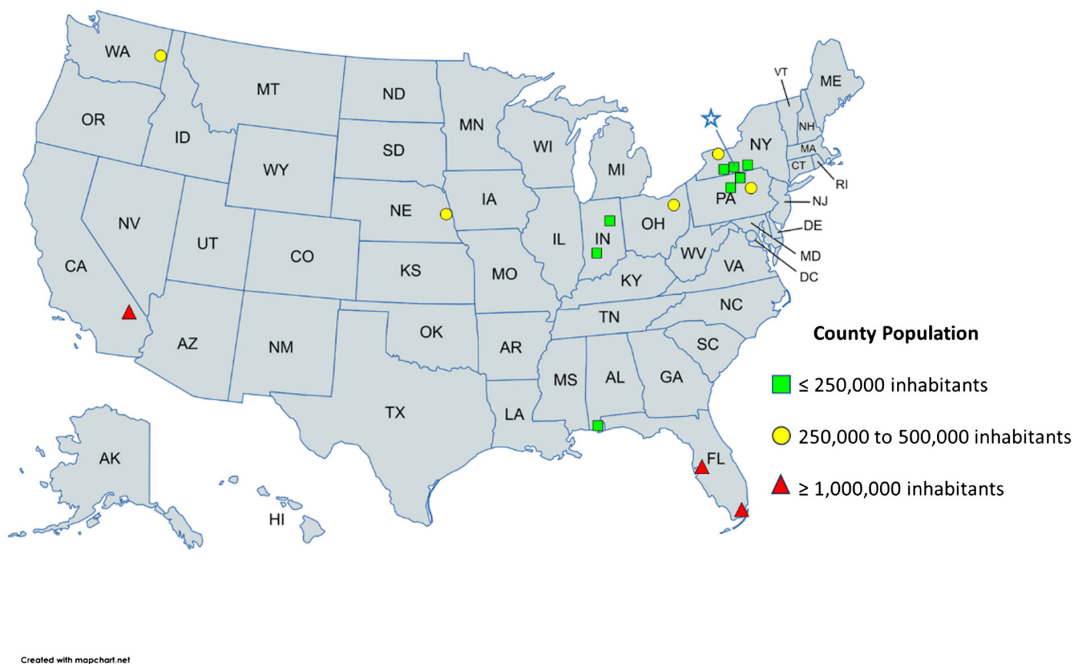 WA
MT
ND
MN
VT
ME
OR
ID
SD
WI
MI
NY
NH
MA
CT
RI
WY
NE
IA
PA
NJ
NV
UT
CO
IL
IN
OH
WV
DE
MD
DC
CA
KS
MO
KY
VA
AZ
NM
OK
AR
TN
NC
SC
MS
AL
GA
TX
LA
FL
AK
HI
County Population
≤ 250,000 inhabitants
250,000 to 500,000 inhabitants
≥ 1,000,000 inhabitants
Created with mapchart.net